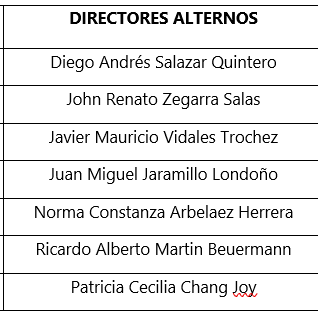 DIRECTORES ALTERNOS
Diego Andrés Salazar Quintero
John Renato Zegarra Salas
Javier Mauricio Vidales Trochez
Juan Miguel Jaramillo Londoño
Norma Constanza Arbelaez Herrera
Ricardo Alberto Martin Beuermann
Patricia Cecilia Chang Joy